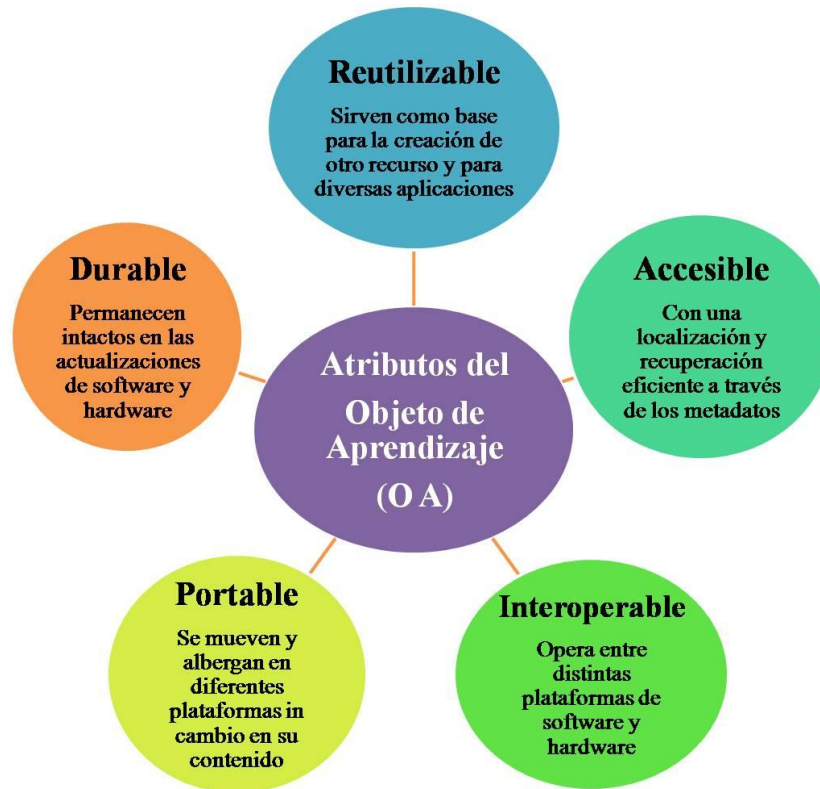 Reutilizable
Sirven como base
para la creación de
otro recurso y para
diversas aplicaciones
Durable
Permanecen
intactos en las
actualizaciones
de software y
hardware
Accesible
Con una
localización y
recuperación
eficiente a través
de los metadatos
Atributos del
Objeto de
Aprendizaje
(O A)
Portable
Se mueven y
albergan en
diferentes
plataformas in
cambio en su
contenido
Interoperable
Opera entre
distintas
plataformas de
software y
hardware